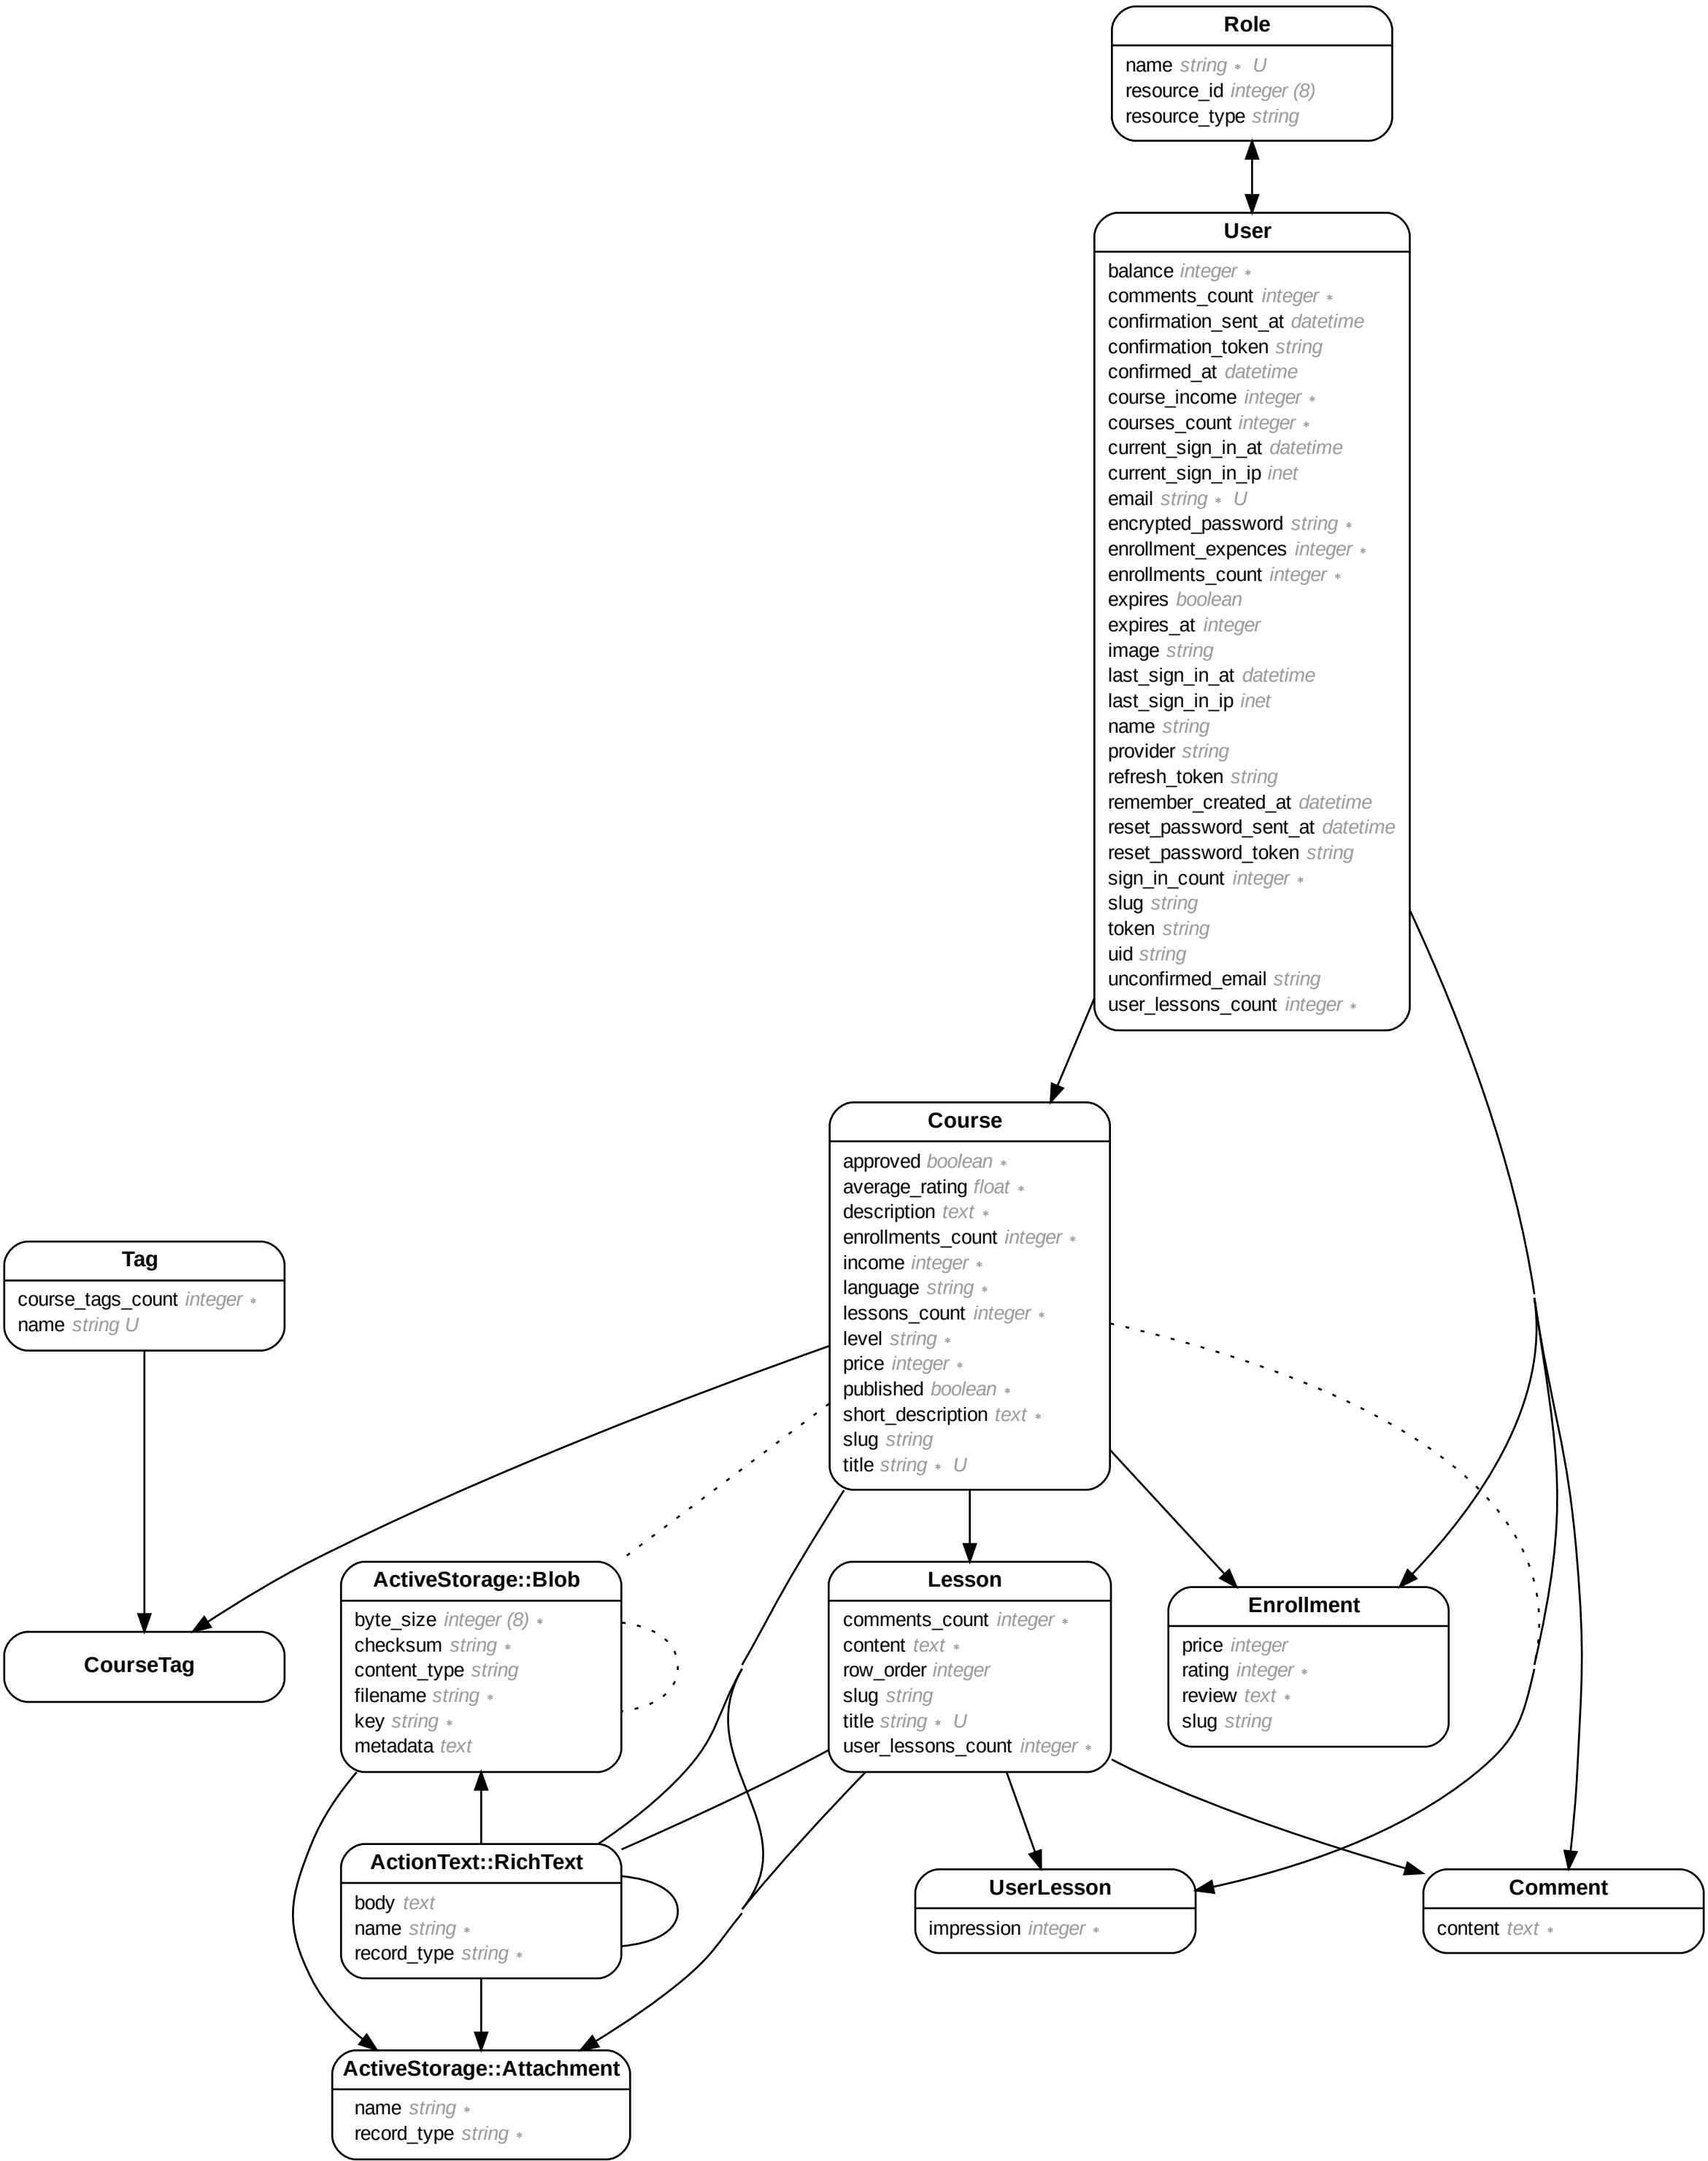 Role
name string * U
resource_id integer (8)
resource_type string
User
balance integer *
comments_count integer *
confirmation_sent_at datetime
confirmation_token string
confirmed_at datetime
course_income integer *
courses_count integer *
current_sign_in_at datetime
current_sign_in_ip inet
email string * U
encrypted_password string *
enrollment_expences integer *
enrollments_count integer *
expires boolean
expires_at integer
image string
last_sign_in_at datetime
last_sign_in_ip inet
name string
provider string
refresh_token string
remember_created_at datetime
reset_password_sent_at datetime
reset_password_token string
sign_in_count integer *
slug string
token string
uid string
unconfirmed_email string
user_lessons_count integer *
Course
approved boolean *
average_rating float *
description text *
enrollments_count integer *
income integer *
language string *
lessons_count integer *
level string *
price integer *
published boolean *
short_description text *
slug string
title string * U
Tag
course_tags_count integer *
name string U
CourseTag
ActiveStorage::Blob
byte_size integer (8) *
checksum string *
content_type string
filename string *
key string *
metadata text
Lesson
comments_count integer *
content text *
row_order integer
slug string
title string * U
user_lessons_count integer *
Enrollment
price integer
rating integer *
review text *
slug string
ActionText::RichText
body text
name string *
record_type string *
UserLesson
impression integer *
Comment
content text *
ActiveStorage::Attachment
name string *
record_type string *